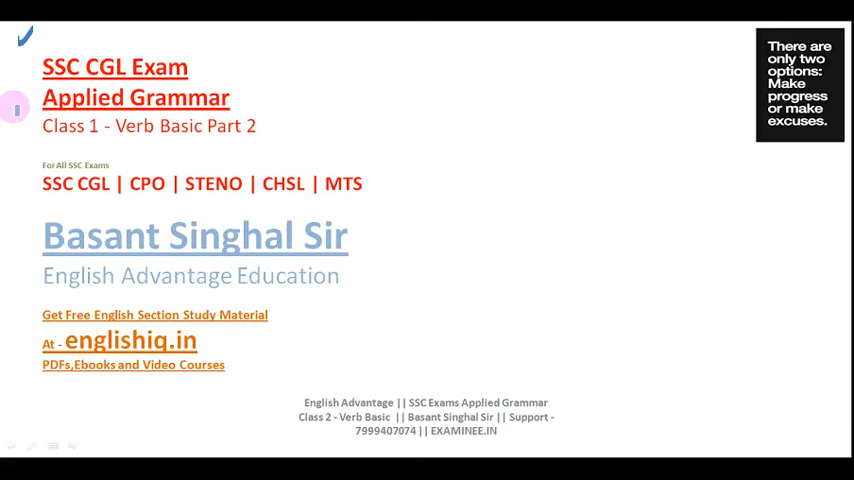 SSC CGL Exam
Applied Grammar
Class 1 - Verb Basic Part 2
For All SSC Exams
SSC CGL | CPO | STENO | CHSL | MTS
Basant Singhal Sir
English Advantage Education
Get Free English Section Study Material
At - englishiq.in
PDFs,Ebooks and Video Courses
There are
only two
options:
Make
progress
or make
excuses.
English Advantage || SSC Exams Applied Grammar
Class 2 - Verb Basic || Basant Singhal Sir || Support -
7999407074 || EXAMINEE.IN